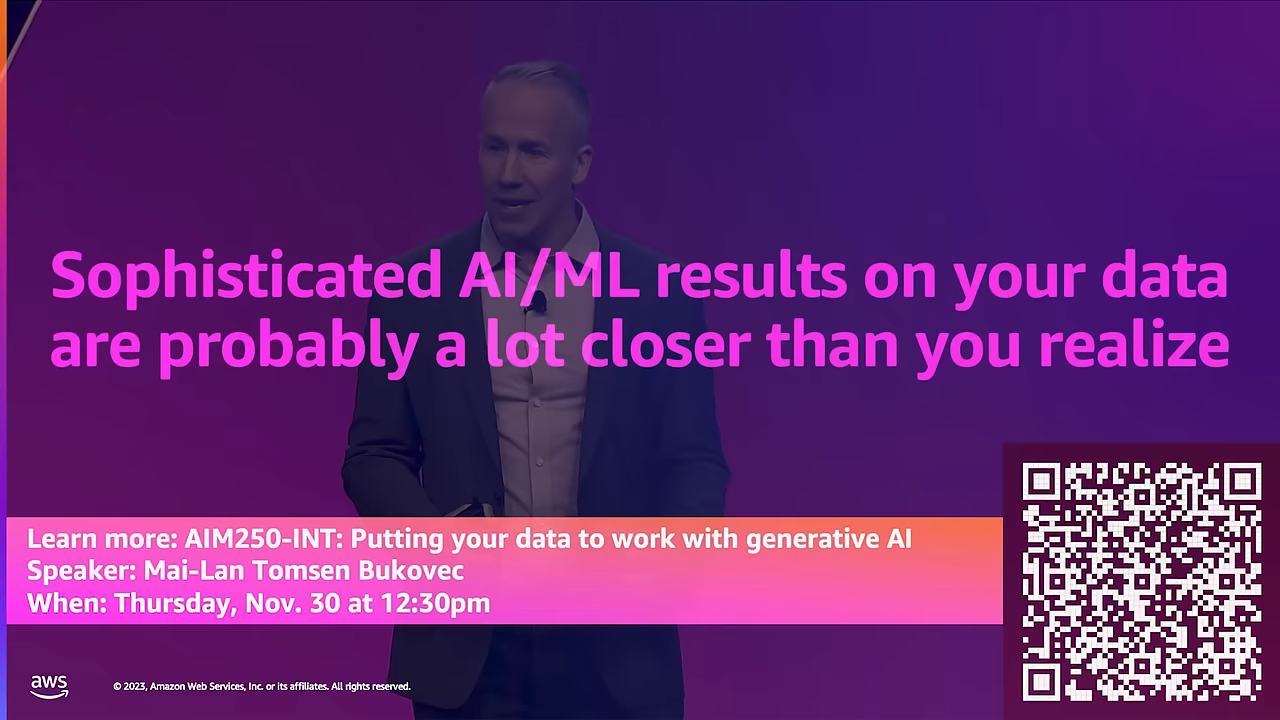 Sophisticated AI/ML results on your data
are probably a lot closer than you realize
Learn more: AIM250-INT: Putting your data to work with generative AI
Speaker: Mai-Lan Tomsen Bukovec
When: Thursday, Nov. 30 at 12:30pm
aws
© 2023, Amazon Web Services, Inc. or its affiliates. All rights reserved.